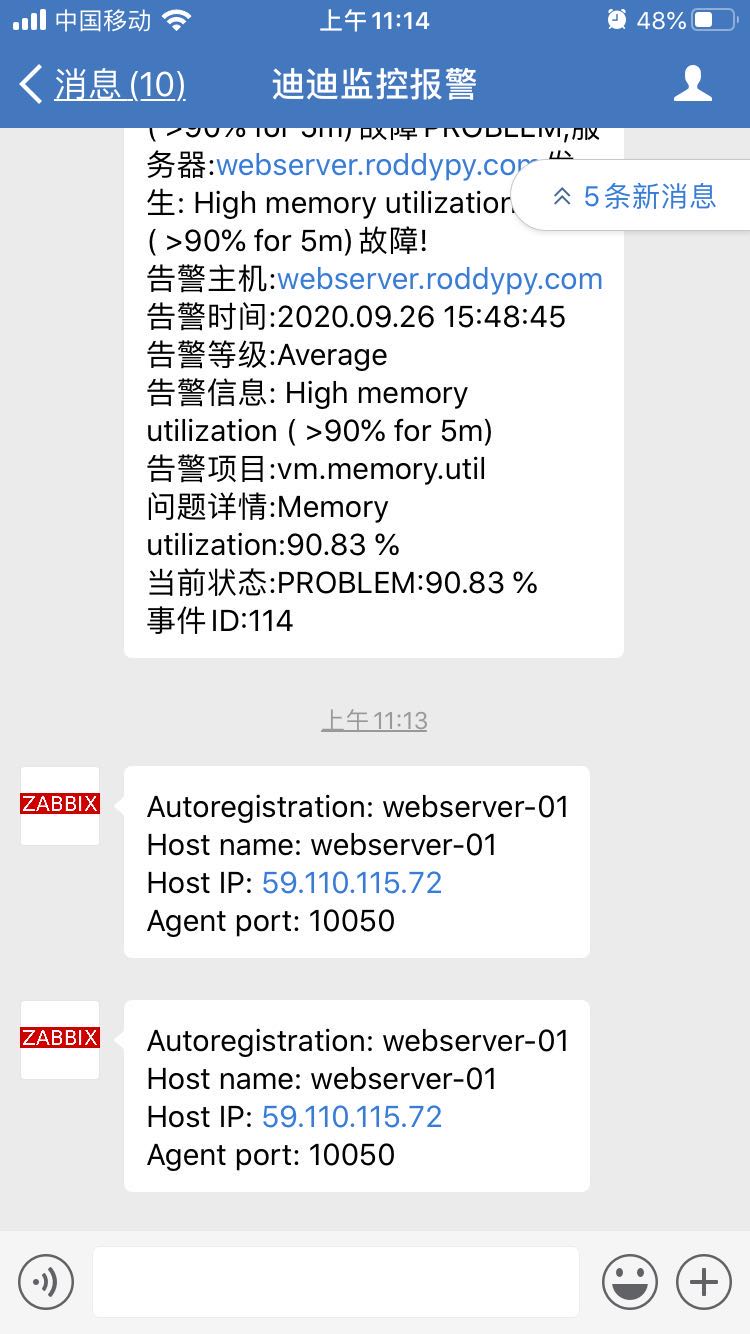 中国移动
上午11:14
48%
消息 (10)
迪迪监控报警
( >90% for 5m)故障PROBLEM,服
务器:webserver.roddypy.com 发
5条新消息
生: High memory utilization
( >90% for 5m)故障!
告警主机:webserver.roddypy.com
告警时间:2020.09.26 15:48:45
告警等级:Average
告警信息: High memory
utilization ( >90% for 5m)
告警项目:vm.memory.util
问题详情:Memory
utilization:90.83 %
当前状态:PROBLEM:90.83 %
事件ID:114
上午11:13
ZABBIX
Autoregistration: webserver-01
Host name: webserver-01
Host IP: 59.110.115.72
Agent port: 10050
ZABBIX
Autoregistration: webserver-01
Host name: webserver-01
Host IP: 59.110.115.72
Agent port: 10050